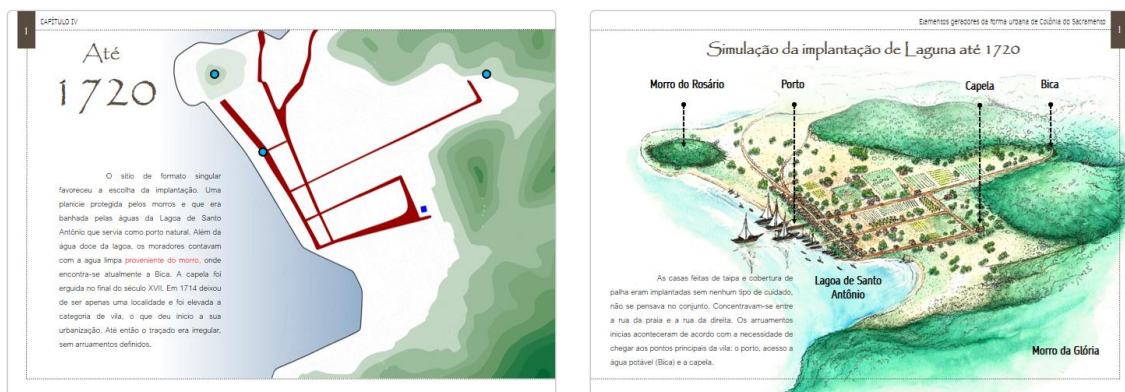 1
CAPÍTULO IV
Até
1720
O sítio de formato singular
favoreceu a escolha da implantação. Uma
planicie protegida pelos morros e que era
banhada pelas águas da Lagoa de Santo
Antônio que servia como porto natural. Além da
água doce da lagoa, os moradores contavam
com a agua limpa proveniente do morro, onde
encontra-se atualmente a Bica. A capela foi
erguida no final do século XVII. Em 1714 deixou
de ser apenas uma localidade e foi elevada a
categoria de vila, o que deu início a sua
urbanização. Até então o traçado era irregular,
sem arruamentos definidos.
Elementos geradores da forma urbana de Colônia do Sacramento
1
Simulação da implantação de Laguna até 1720
Morro do Rosário
Porto
Capela
Bica
As casas feitas de taipa e cobertura de
palha eram implantadas sem nenhum tipo de cuidado,
não se pensava no conjunto. Concentravam-se entre
a rua da praia e a rua da direita. Os arruamentos
inicias aconteceram de acordo com a necessidade de
chegar aos pontos principais da vila: o porto, acesso a
água potável (Bica) e a capela.
Lagoa de Santo
Antônio
Morro da Glória